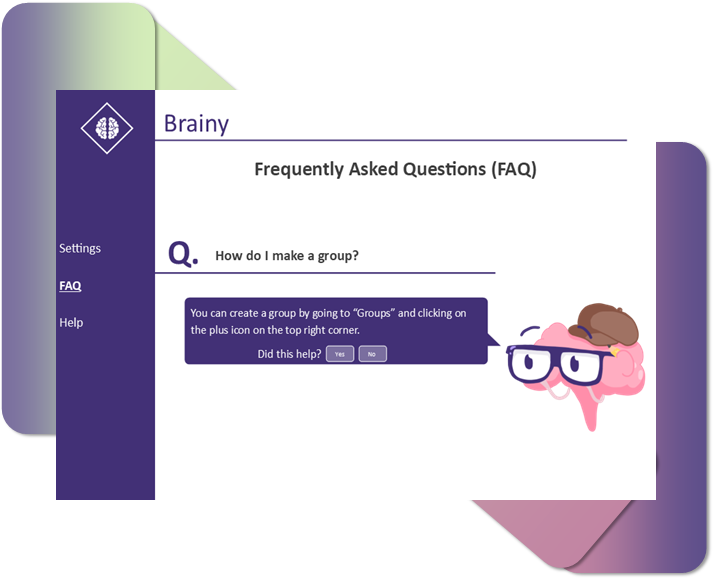 Brainy
Frequently Asked Questions (FAQ)
Settings
FAQ
Help
Q. How do I make a group?
You can create a group by going to “Groups” and clicking on
the plus icon on the top right corner.
Did this help? Yes No